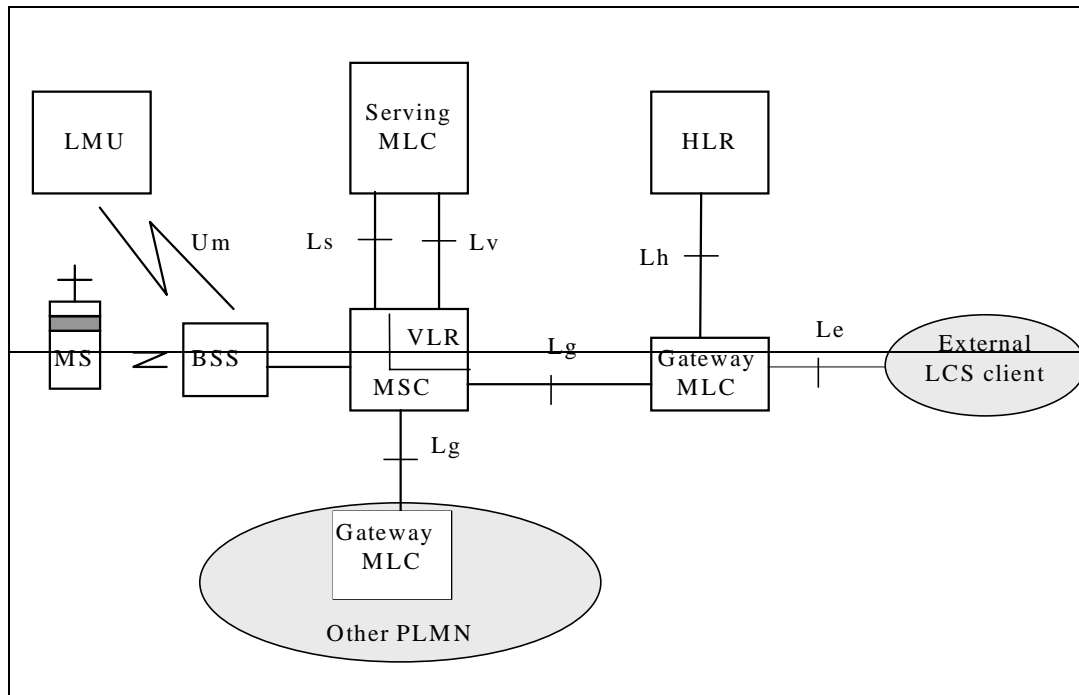 LMU
Serving
MLC
HLR
Um
Ls
Lv
Lh
MS
BSS
VLR
MSC
Lg
Gateway
MLC
Le
External
LCS client
Lg
Gateway
MLC
Other PLMN